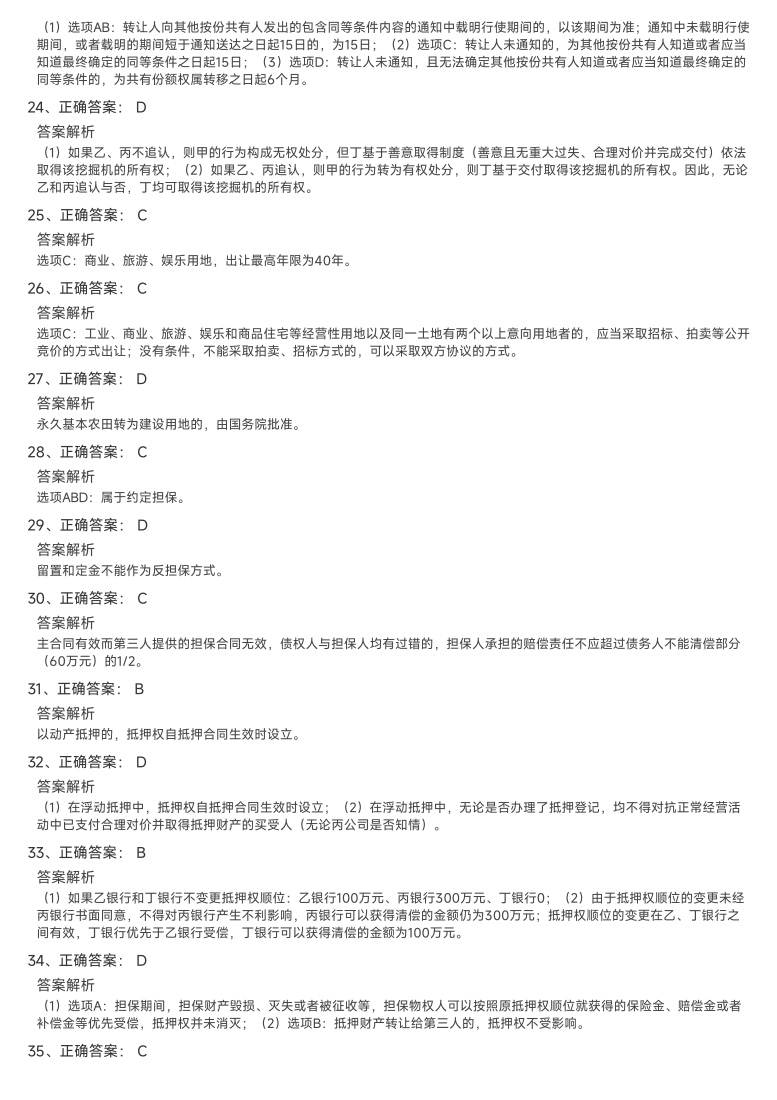 （1）选项AB：转让人向其他按份共有人发出的包含同等条件内容的通知中载明行使期间的，以该期间为准；通知中未载明行使
期间，或者载明的期间短于通知送达之日起15日的，为15日；（2）选项C：转让人未通知的，为其他按份共有人知道或者应当
知道最终确定的同等条件之日起15日；（3）选项D：转让人未通知，且无法确定其他按份共有人知道或者应当知道最终确定的
同等条件的，为共有份额权属转移之日起6个月。
24、正确答案： D
答案解析
（1）如果乙、丙不追认，则甲的行为构成无权处分，但丁基于善意取得制度（善意且无重大过失、合理对价并完成交付）依法
取得该挖掘机的所有权；（2）如果乙、丙追认，则甲的行为转为有权处分，则丁基于交付取得该挖掘机的所有权。因此，无论
乙和丙追认与否，丁均可取得该挖掘机的所有权。
25、正确答案： C
答案解析
选项C：商业、旅游、娱乐用地，出让最高年限为40年。
26、正确答案： C
答案解析
选项C：工业、商业、旅游、娱乐和商品住宅等经营性用地以及同一土地有两个以上意向用地者的，应当采取招标、拍卖等公开
竞价的方式出让；没有条件，不能采取拍卖、招标方式的，可以采取双方协议的方式。
27、正确答案： D
答案解析
永久基本农田转为建设用地的，由国务院批准。
28、正确答案： C
答案解析
选项ABD：属于约定担保。
29、正确答案： D
答案解析
留置和定金不能作为反担保方式。
30、正确答案： C
答案解析
主合同有效而第三人提供的担保合同无效，债权人与担保人均有过错的，担保人承担的赔偿责任不应超过债务人不能清偿部分
（60万元）的1/2。
31、正确答案： B
答案解析
以动产抵押的，抵押权自抵押合同生效时设立。
32、正确答案： D
答案解析
（1）在浮动抵押中，抵押权自抵押合同生效时设立；（2）在浮动抵押中，无论是否办理了抵押登记，均不得对抗正常经营活
动中已支付合理对价并取得抵押财产的买受人（无论丙公司是否知情）。
33、正确答案： B
答案解析
（1）如果乙银行和丁银行不变更抵押权顺位：乙银行100万元、丙银行300万元、丁银行0；（2）由于抵押权顺位的变更未经
丙银行书面同意，不得对丙银行产生不利影响，丙银行可以获得清偿的金额仍为300万元；抵押权顺位的变更在乙、丁银行之
间有效，丁银行优先于乙银行受偿，丁银行可以获得清偿的金额为100万元。
34、正确答案： D
答案解析
（1）选项A：担保期间，担保财产毁损、灭失或者被征收等，担保物权人可以按照原抵押权顺位就获得的保险金、赔偿金或者
补偿金等优先受偿，抵押权并未消灭；（2）选项B：抵押财产转让给第三人的，抵押权不受影响。
35、正确答案： C